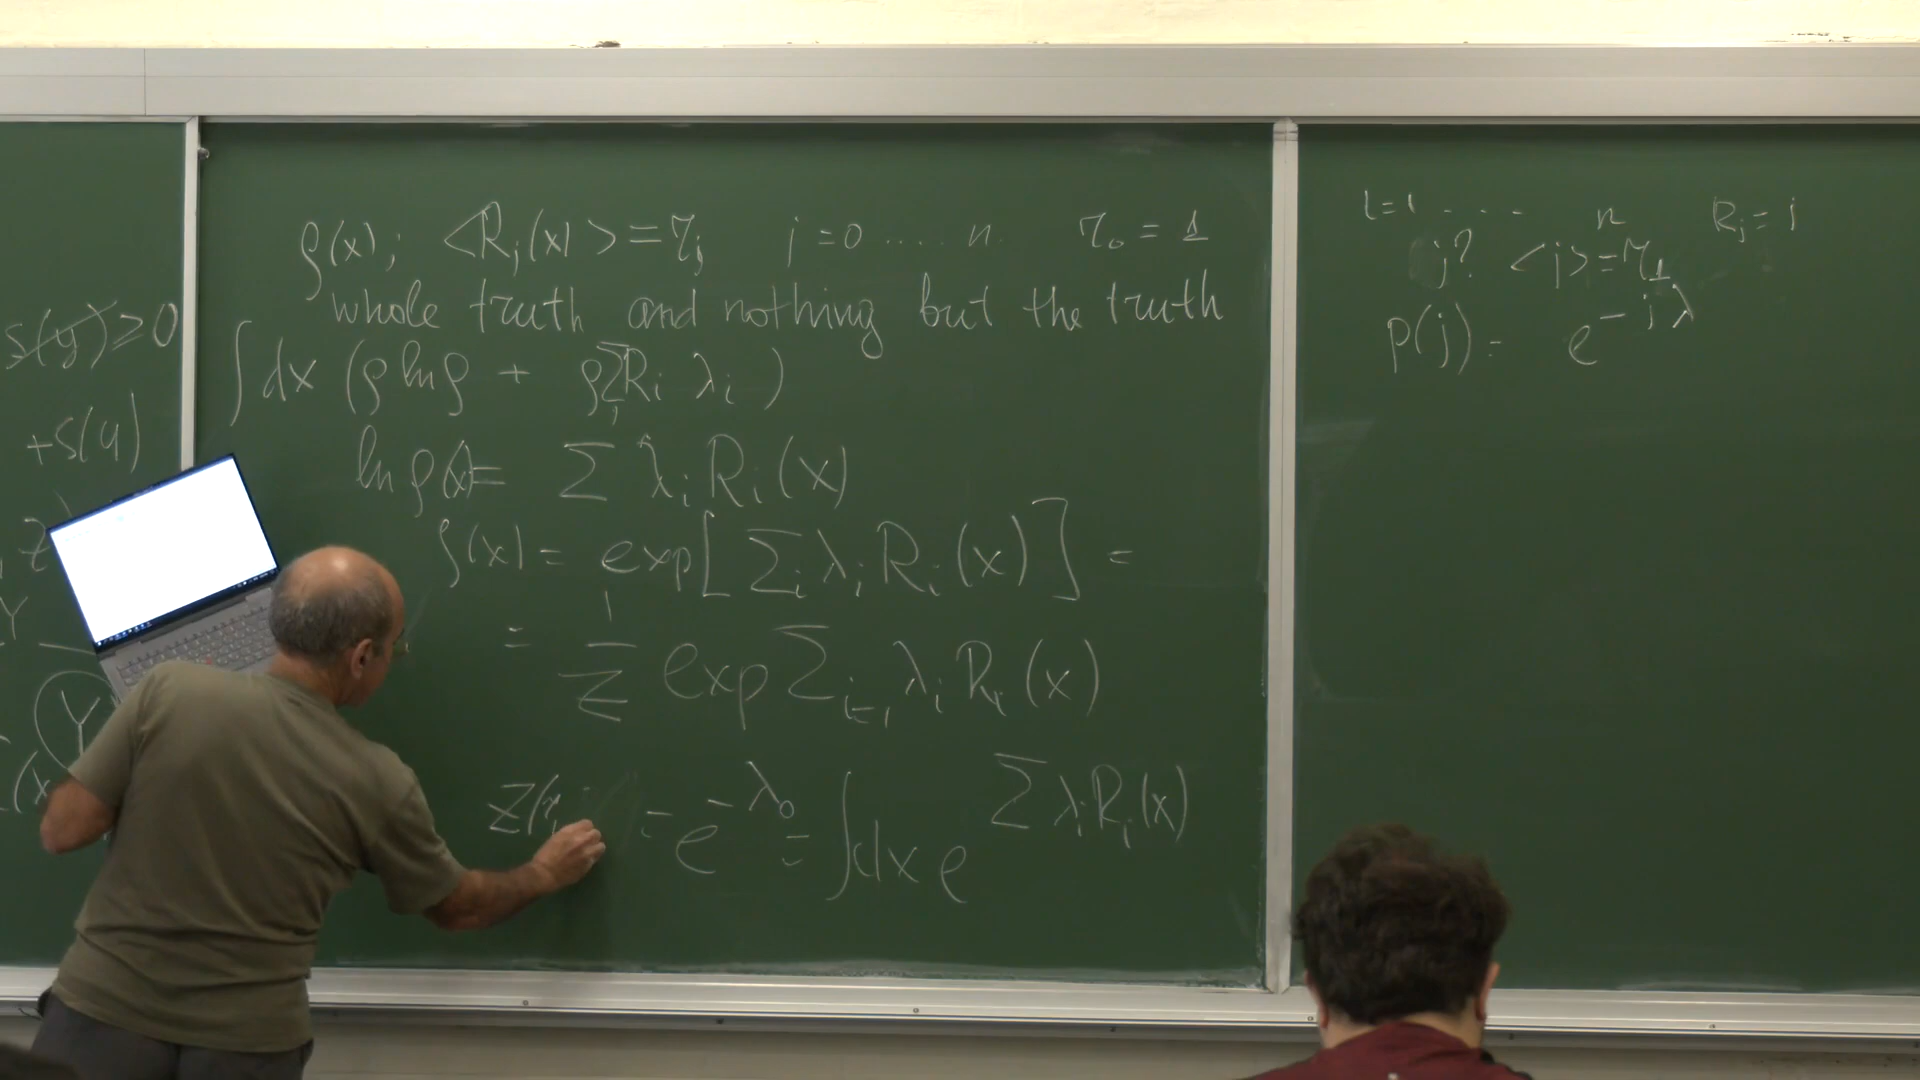 s(y) ≥ 0
+S(y)
ρ(x); <R_j(x)> = r_j j = 0 .... n. r_0 = 1
whole truth and nothing but the truth
∫dx (ρ ln ρ + ρ Σ_i R_i λ_i)
ln ρ(x) = Σ λ_i R_i (x)
ρ(x) = exp[Σ_i λ_i R_i (x)] =
= 1/Z exp Σ_{i=1} λ_i R_i (x)
Z( = e^{-λ_0} = ∫dx e^{Σ λ_i R_i (x)}
i=1 .... n R_j = j
j? <j> = r_1
p(j) = e^{-jλ}